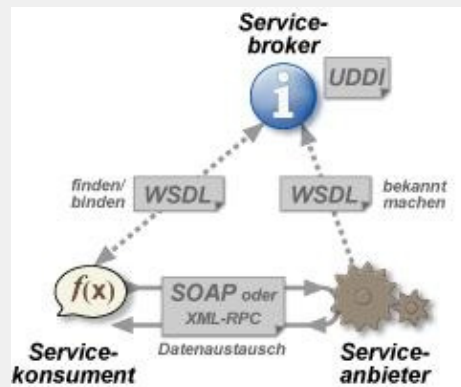 Service-
broker
i
UDDI
finden/
binden
WSDL
WSDL
bekannt
machen
f(x)
SOAP oder
XML-RPC
Datenaustausch
Service-
konsument
Service-
anbieter